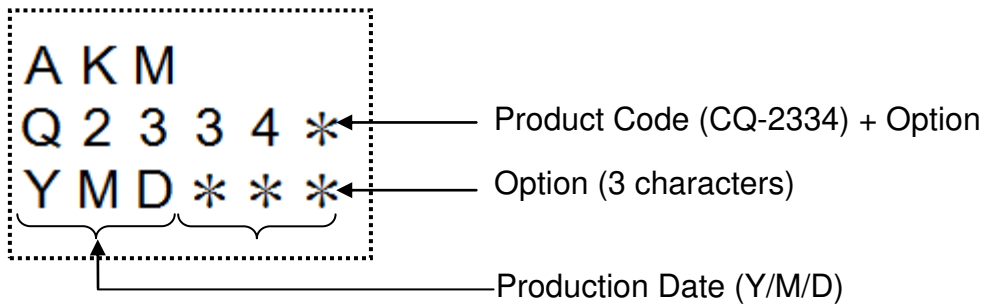 A K M
Q 2 3 3 4 * Product Code (CQ-2334) + Option
Y M D * * * Option (3 characters)
Production Date (Y/M/D)